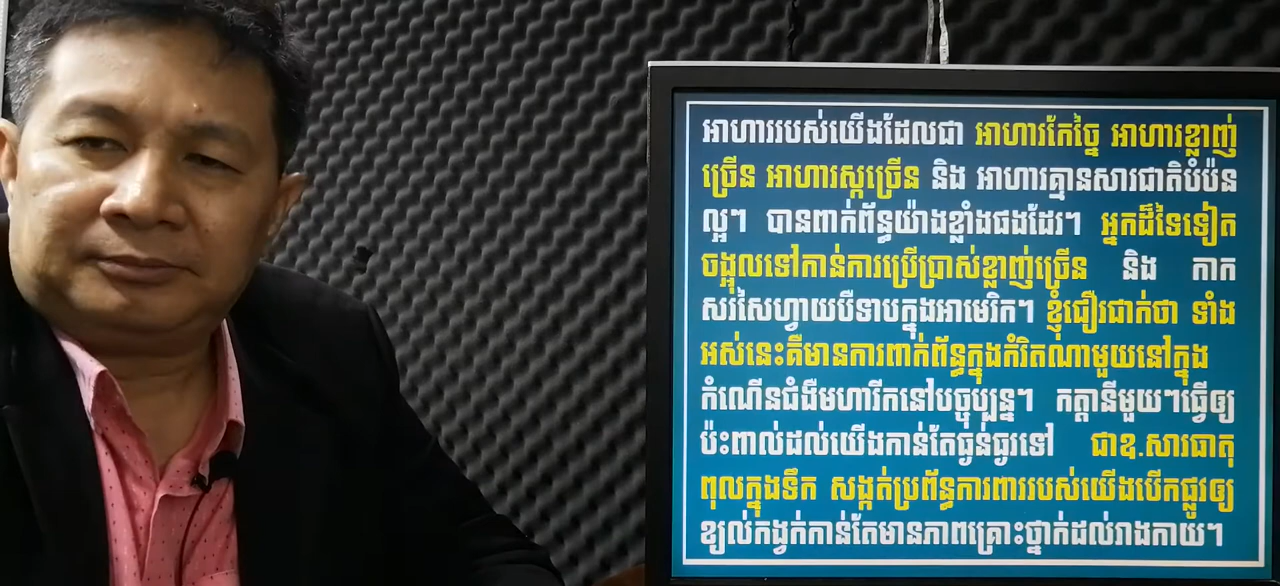 អាហាររបស់យើងដែលជា អាហារកែច្នៃ អាហារខ្លាញ់
ច្រើន អាហារស្ករច្រើន និង អាហារគ្មានសារជាតិបំប៉ន
ល្អ។ បានពាក់ព័ន្ធយ៉ាងខ្លាំងផងដែរ។ អ្នកដ៏ទៃទៀត
ចង្អុលទៅកាន់ការប្រើប្រាស់ខ្លាញ់ច្រើន និង កាក
សរសៃហ្វាយបឺទាបក្នុងអាមេរិក។ ខ្ញុំជឿរជាក់ថា ទាំង
អស់នេះគឺមានការពាក់ព័ន្ធក្នុងកំរិតណាមួយនៅក្នុង
កំណើនជំងឺមហារីកនៅបច្ចុប្បន្ន។ កត្តានីមួយៗធ្វើឲ្យ
ប៉ះពាល់ដល់យើងកាន់តែធ្ងន់ធ្ងរទៅ ជាឧ.សារធាតុ
ពុលក្នុងទឹក សង្កត់ប្រព័ន្ធការពាររបស់យើងបើកផ្លូវឲ្យ
ខ្យល់កង្វក់កាន់តែមានភាពគ្រោះថ្នាក់ដល់រាងកាយ។